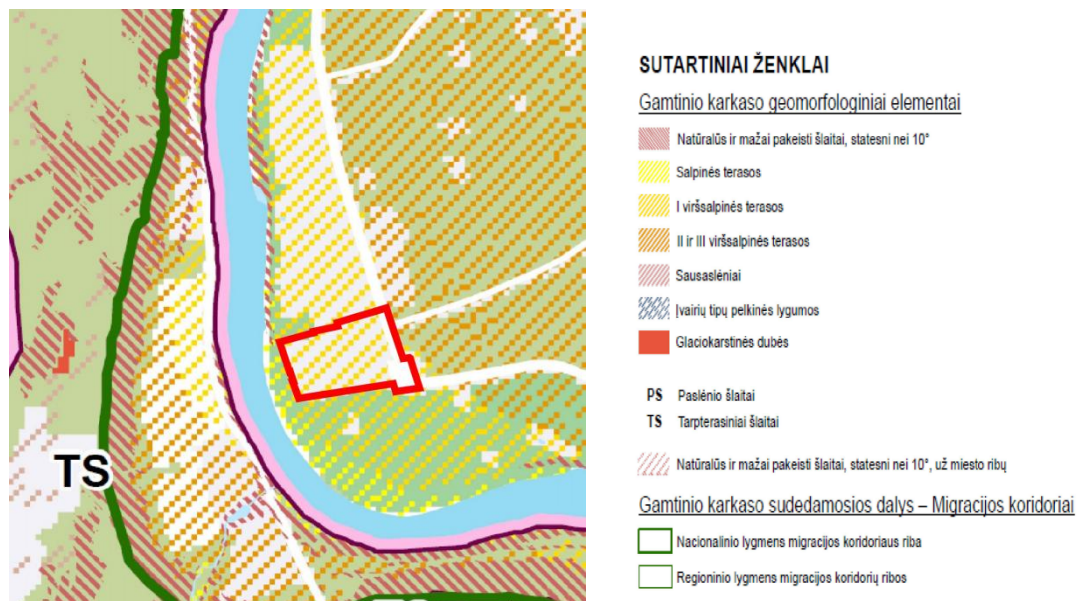 TS
SUTARTINIAI ŽENKLAI
Gamtinio karkaso geomorfologiniai elementai
Natūralūs ir mažai pakeisti šlaitai, statesni nei 10°
Salpinės terasos
I viršsalpinės terasos
II ir III viršsalpinės terasos
Sausaslėniai
Įvairių tipų pelkinės lygumos
Glaciokarstinės dubės
PS Paslėnio šlaitai
TS Tarpterasiniai šlaitai
Natūralūs ir mažai pakeisti šlaitai, statesni nei 10°, už miesto ribų
Gamtinio karkaso sudedamosios dalys – Migracijos koridoriai
Nacionalinio lygmens migracijos koridoriaus riba
Regioninio lygmens migracijos koridorių ribos